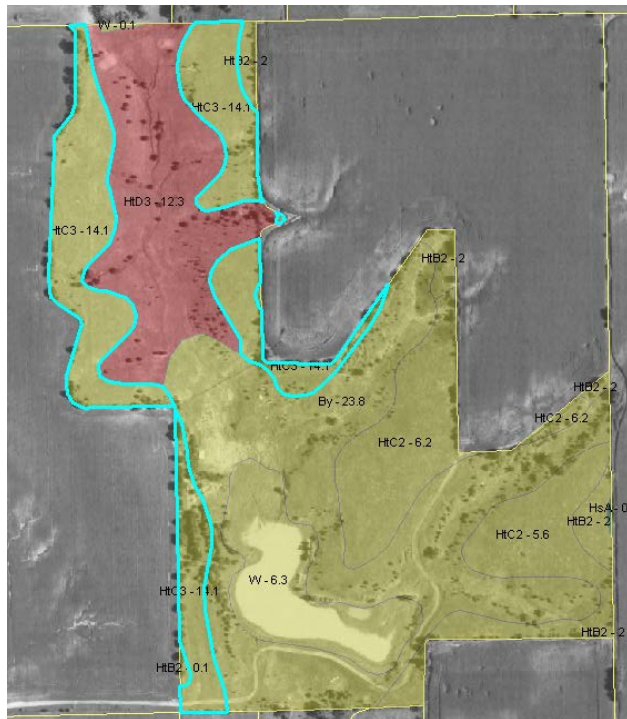 W - 0.1
HtB2 - 2
HtC3 - 14.1
HtD3 - 12.3
HtC3 - 14.1
HtB2 - 2
HtC3 - 14.1
HtB2 - 2
By - 23.8
HtC2 - 6.2
HtC2 - 6.2
HsA - 0
HtB2 - 2
HtC2 - 5.6
W - 6.3
HtC3 - 14.1
HtB2 - 2
HtB2 - 0.1